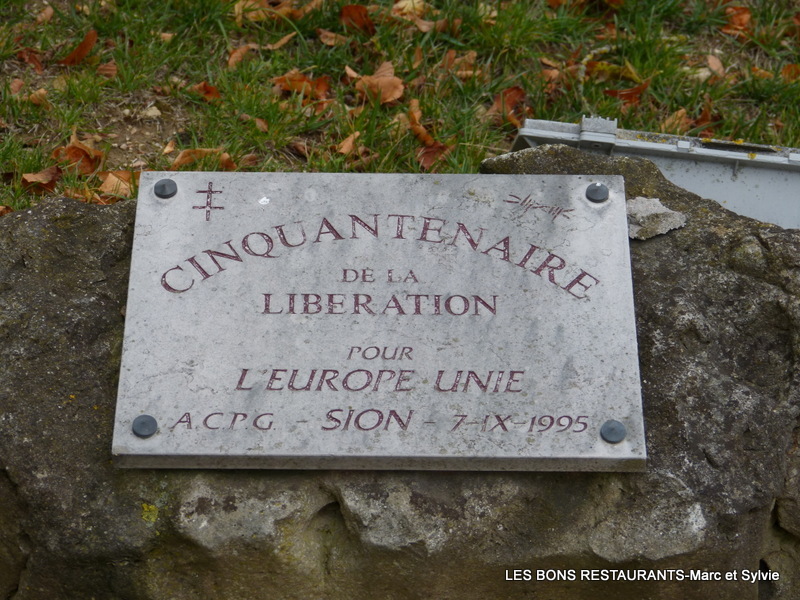 CINQUANTENAIRE
DE LA
LIBERATION
POUR
L'EUROPE UNIE
A.C.P.G. - SION - 7-IX-1995
LES BONS RESTAURANTS-Marc et Sylvie